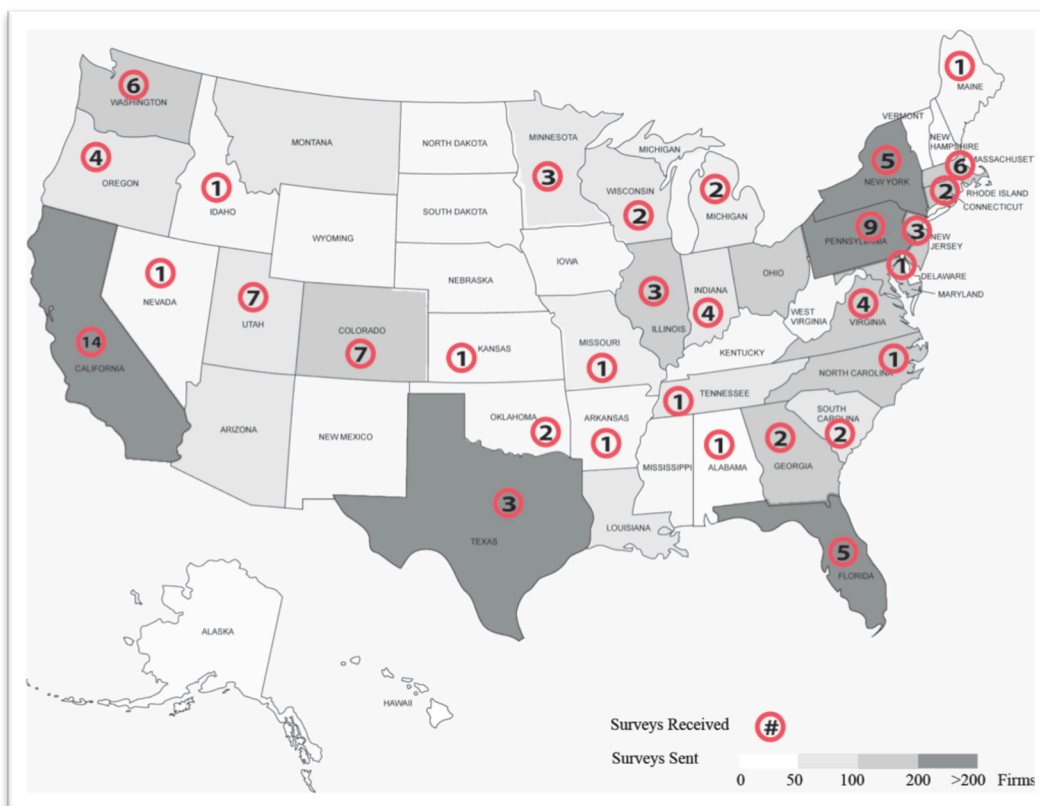 6
WASHINGTON
4
OREGON
1
IDAHO
MONTANA
NORTH DAKOTA
MINNESOTA
3
SOUTH DAKOTA
WYOMING
MICHIGAN
WISCONSIN
2
2
MICHIGAN
1
MAINE
VERMONT
NEW
HAMPSHIRE
6
MASSACHUSET
5
NEW YORK
2
RHODE ISLAND
CONNECTICUT
9
PENNSYLVANIA
3
NEW
JERSEY
1
DELAWARE
MARYLAND
1
NEVADA
7
UTAH
COLORADO
7
NEBRASKA
IOWA
3
ILLINOIS
INDIANA
4
OHIO
WEST
VIRGINIA
4
VIRGINIA
14
CALIFORNIA
1
KANSAS
MISSOURI
1
KENTUCKY
1
NORTH CAROLINA
1
TENNESSEE
ARIZONA
NEW MEXICO
OKLAHOMA
2
ARKANSAS
1
MISSISSIPPI
1
ALABAMA
2
GEORGIA
SOUTH
CAROLINA
2
3
TEXAS
LOUISIANA
5
FLORIDA
ALASKA
HAWAII
Surveys Received #
Surveys Sent
0 50 100 200 >200 Firms